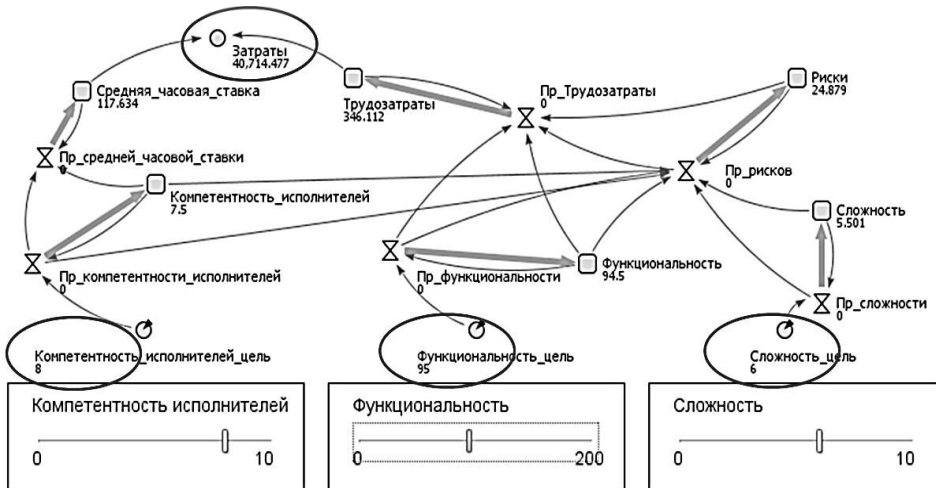 Затраты
40,714.477
Средняя_часовая_ставка
117.634
Трудозатраты
346.112
Пр_Трудозатраты
0
Риски
24.879
Пр_средней_часовой_ставки
0
Компетентность_исполнителей
7.5
Пр_рисков
0
Сложность
5.501
Пр_компетентности_исполнителей
0
Пр_функциональности
0
Функциональность
94.5
Пр_сложности
0
Компетентность_исполнителей_цель
8
Функциональность_цель
95
Сложность_цель
6
Компетентность исполнителей
0 10
Функциональность
0 200
Сложность
0 10